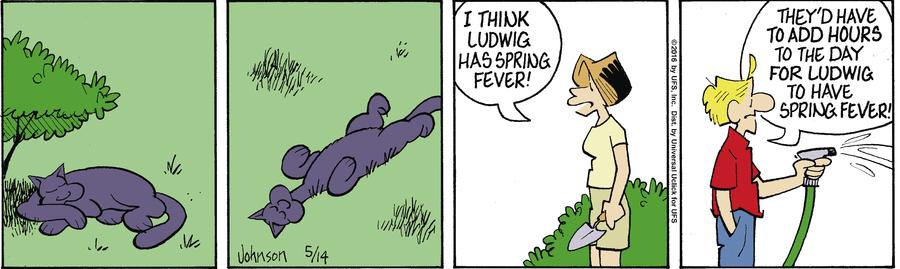 Johnson 5/14
I THINK
LUDWIG
HAS SPRING
FEVER!
©2016 by UFS, Inc. Dist. by Universal Uclick for UFS
THEY'D HAVE
TO ADD HOURS
TO THE DAY
FOR LUDWIG
TO HAVE
SPRING FEVER!